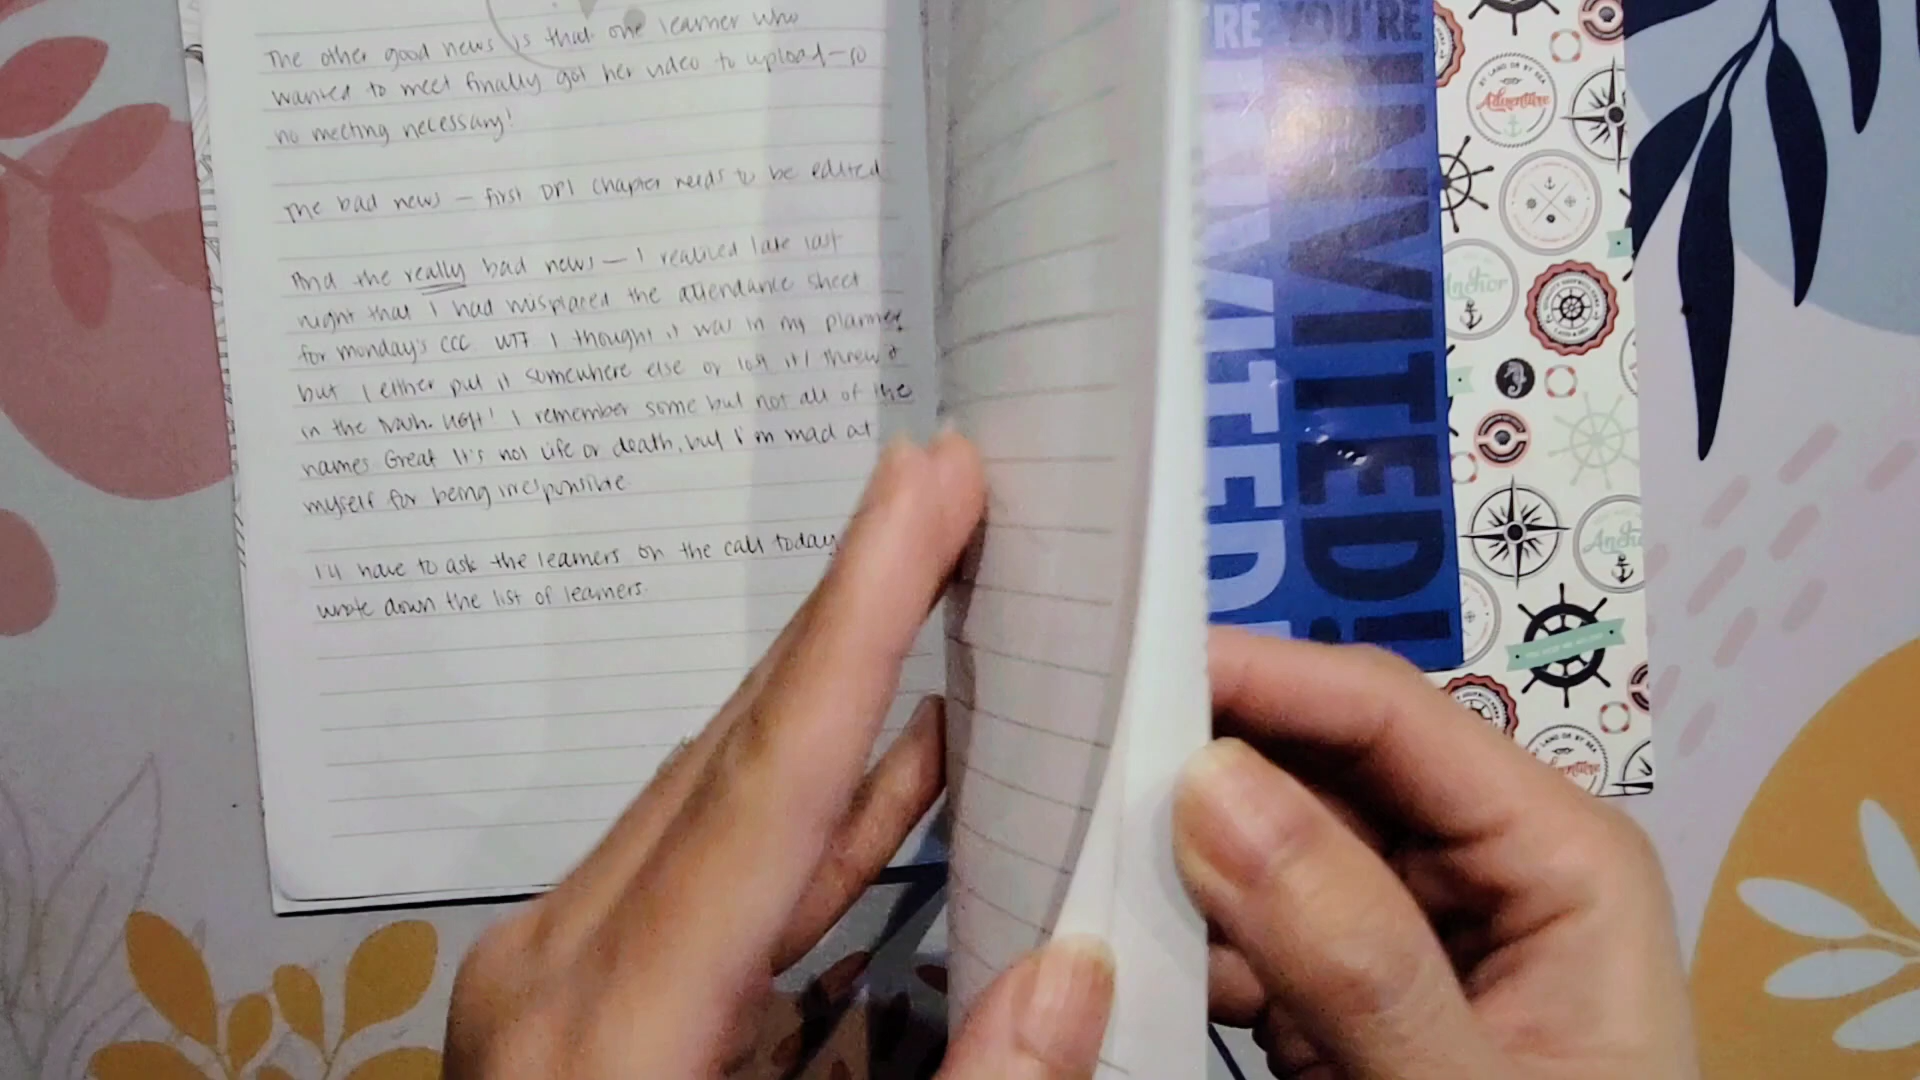 The other good news is that one learner who
wanted to meet finally got her video to upload — so
no meeting necessary!
The bad news — first DPI chapter needs to be edited
And the really bad news — I realized late last
night that I had misplaced the attendance sheet
for Monday's CCC WTF I thought it was in my planner
but I either put it somewhere else or lost it / threw it
in the trash. UGH! I remember some but not all of the
names Great It's not life or death, but I'm mad at
myself for being irresponsible
I'll have to ask the learners on the call today
wrote down the list of learners.
YOU'RE INVITED!
BY LAND OR BY SEA
Adventure
Anchor